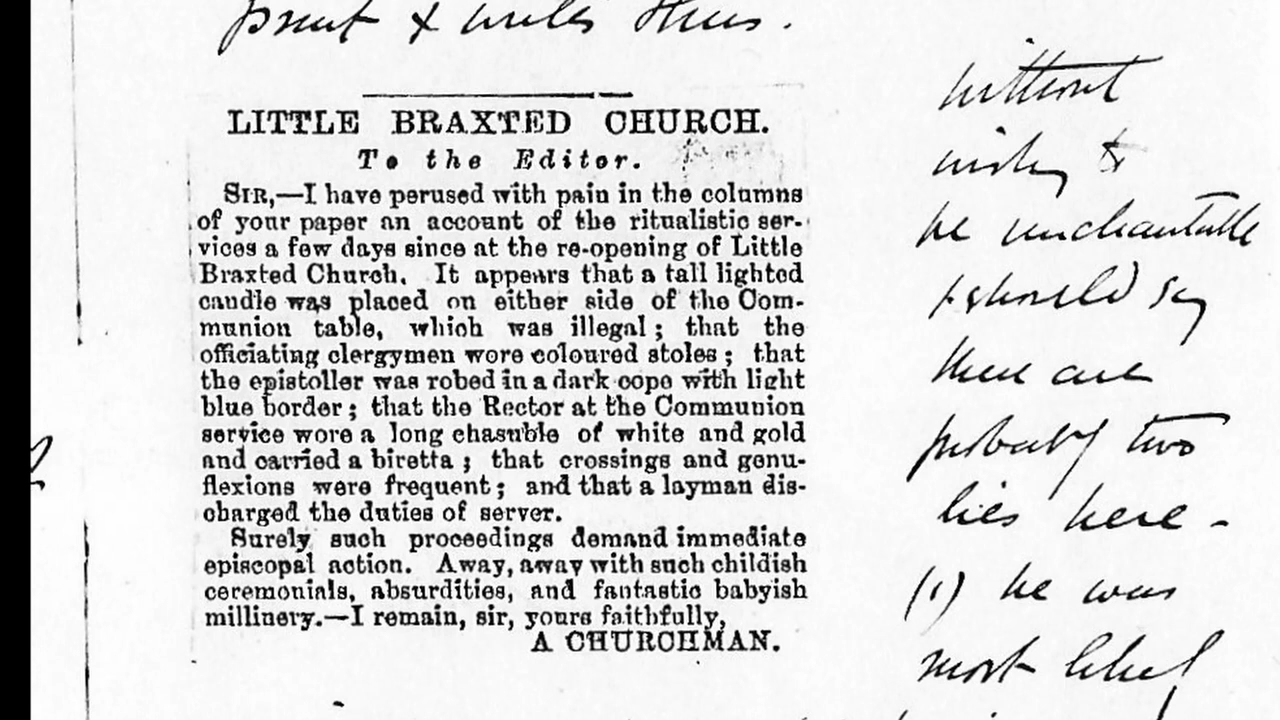 print & writes thus.
LITTLE BRAXTED CHURCH.
To the Editor.
SIR,—I have perused with pain in the columns
of your paper an account of the ritualistic ser-
vices a few days since at the re-opening of Little
Braxted Church. It appears that a tall lighted
candle was placed on either side of the Com-
munion table, which was illegal; that the
officiating clergymen wore coloured stoles; that
the epistoller was robed in a dark cope with light
blue border; that the Rector at the Communion
service wore a long chasuble of white and gold
and carried a biretta; that crossings and genu-
flexions were frequent; and that a layman dis-
charged the duties of server.
Surely such proceedings demand immediate
episcopal action. Away, away with such childish
ceremonials, absurdities, and fantastic babyish
millinery.—I remain, sir, yours faithfully,
A CHURCHMAN.
without
wishing to
be uncharitable
I should say
there are
probably two
lies here -
(1) he was
most likely